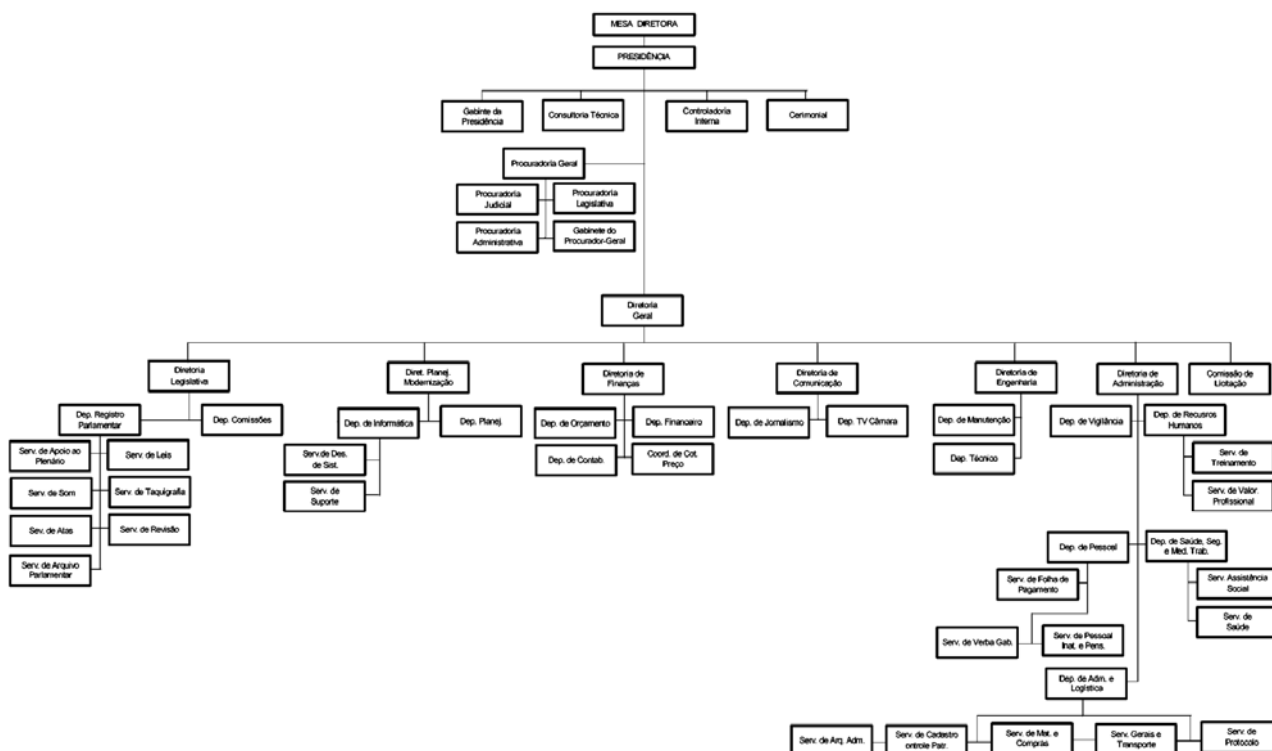 MESA DIRETORA
PRESIDÊNCIA
Gabinte da
Presidência
Consultoria Técnica
Controladoria
Interna
Cerimonial
Procuradoria Geral
Procuradoria
Judicial
Procuradoria
Legislativa
Procuradoria
Administrativa
Gabinete do
Procurador-Geral
Diretoria
Geral
Diretoria
Legislativa
Diret. Planej.
Modernização
Diretoria de
Finanças
Diretoria de
Comunicação
Diretoria de
Engenharia
Diretoria de
Administração
Comissão de
Licitação
Dep. Registro
Parlamentar
Dep. Comissões
Serv. de Apoio ao
Plenário
Serv. de Leis
Serv. de Som
Serv. de Taquigrafia
Sev. de Atas
Serv. de Revisão
Serv. de Arquivo
Parlamentar
Dep. de Informática
Dep. Planej.
Serv.de Des.
de Sist.
Serv. de
Suporte
Dep. de Orçamento
Dep. Financeiro
Dep. de Contab.
Coord. de Cot.
Preço
Dep. de Jornalismo
Dep. TV Câmara
Dep. de Manutenção
Dep. Técnico
Dep. de Vigilância
Dep. de Recusros
Humanos
Serv. de
Treinamento
Serv. de Valor.
Profissional
Dep. de Pessoal
Dep. de Saúde, Seg.
e Med. Trab.
Serv. de Folha de
Pagamento
Serv. Assistência
Social
Serv. de
Saúde
Serv. de Verba Gab.
Serv. de Pessoal
Inat. e Pens.
Dep. de Adm. e
Logística
Serv. de Arq. Adm.
Serv. de Cadastro
ontrole Patr.
Serv. de Mat. e
Compras
Serv. Gerais e
Transporte
Serv. de
Protocolo